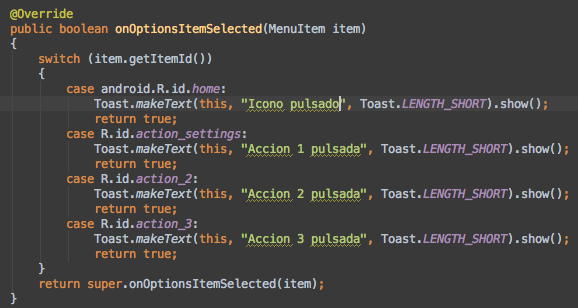 @Override
public boolean onOptionsItemSelected(MenuItem item)
{
    switch (item.getItemId())
    {
        case android.R.id.home:
            Toast.makeText(this, "Icono pulsado", Toast.LENGTH_SHORT).show();
            return true;
        case R.id.action_settings:
            Toast.makeText(this, "Accion 1 pulsada", Toast.LENGTH_SHORT).show();
            return true;
        case R.id.action_2:
            Toast.makeText(this, "Accion 2 pulsada", Toast.LENGTH_SHORT).show();
            return true;
        case R.id.action_3:
            Toast.makeText(this, "Accion 3 pulsada", Toast.LENGTH_SHORT).show();
            return true;
    }
    return super.onOptionsItemSelected(item);
}